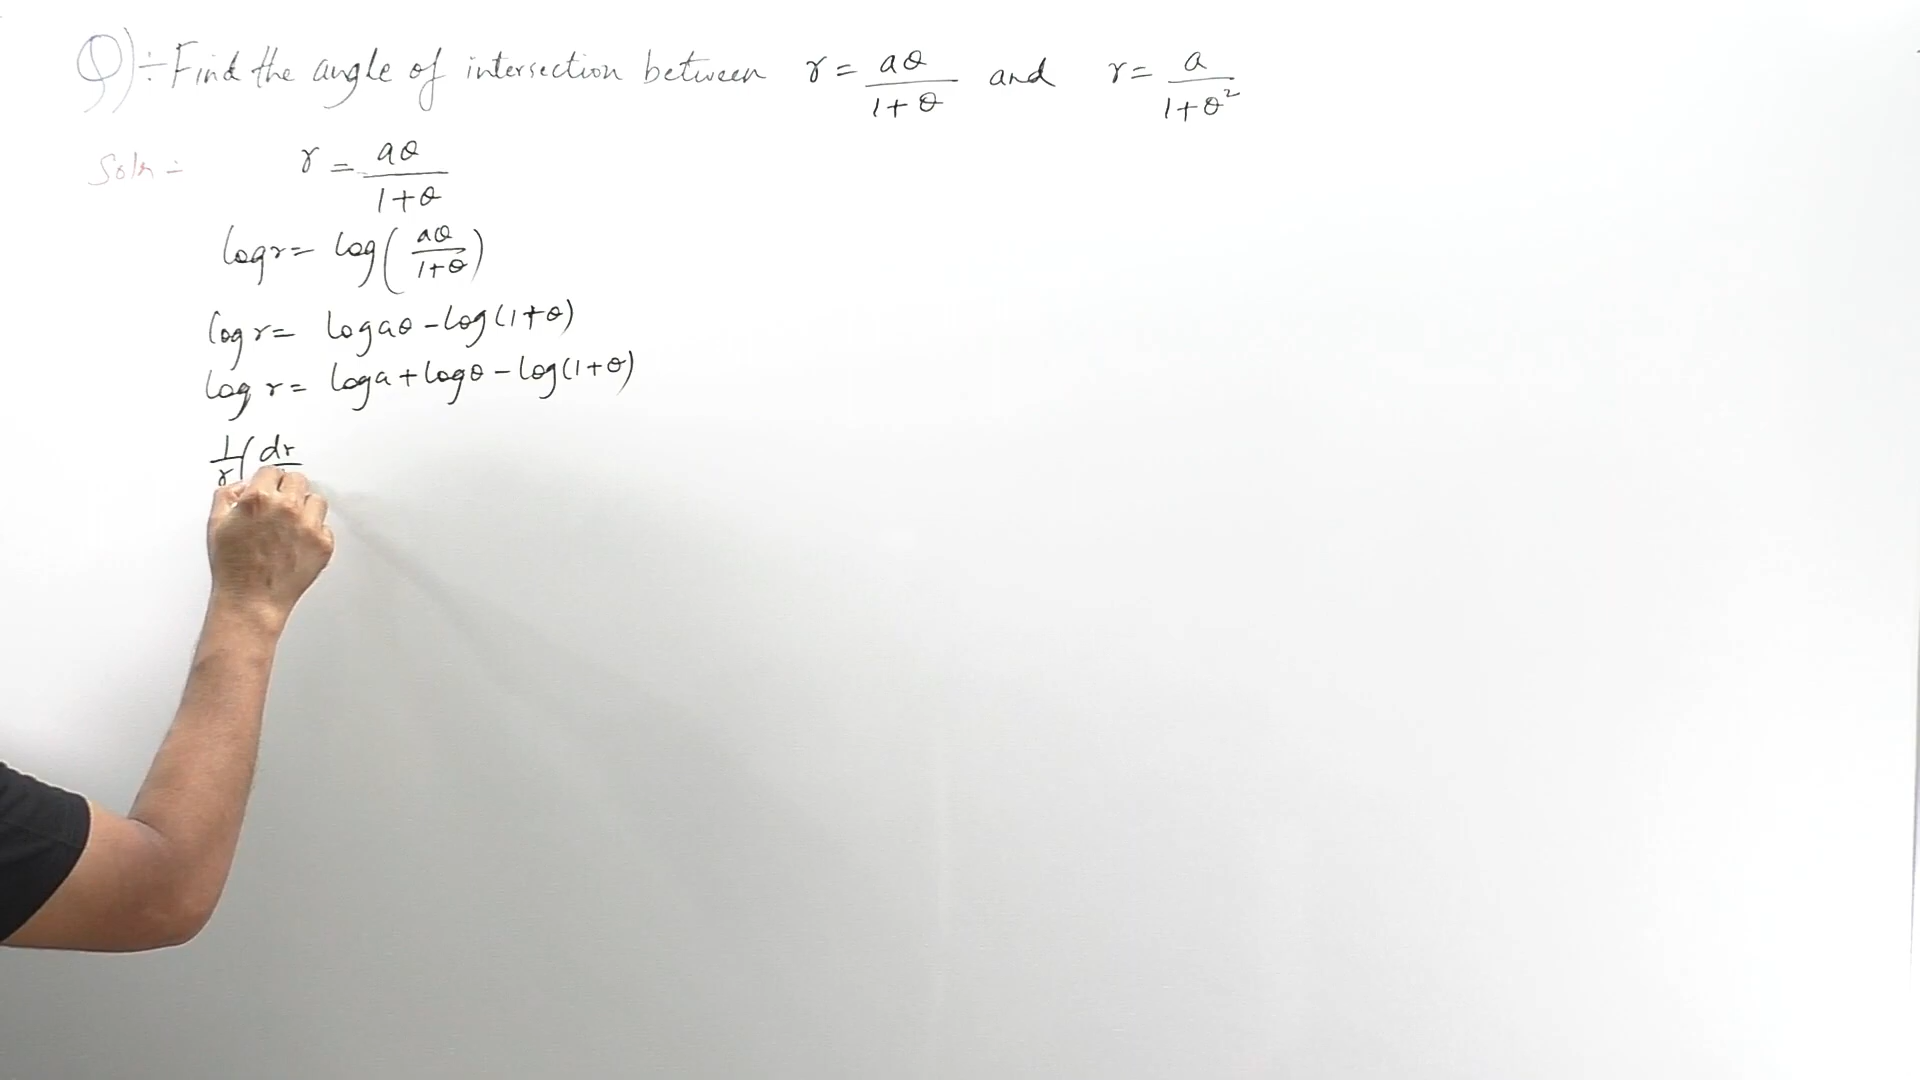 Q) ÷ Find the angle of intersection between r = aθ/(1+θ) and r = a/(1+θ²)
Soln = r = aθ/(1+θ)
log r = log(aθ/(1+θ))
log r = log aθ - log(1+θ)
log r = log a + log θ - log(1+θ)
1/r (dr